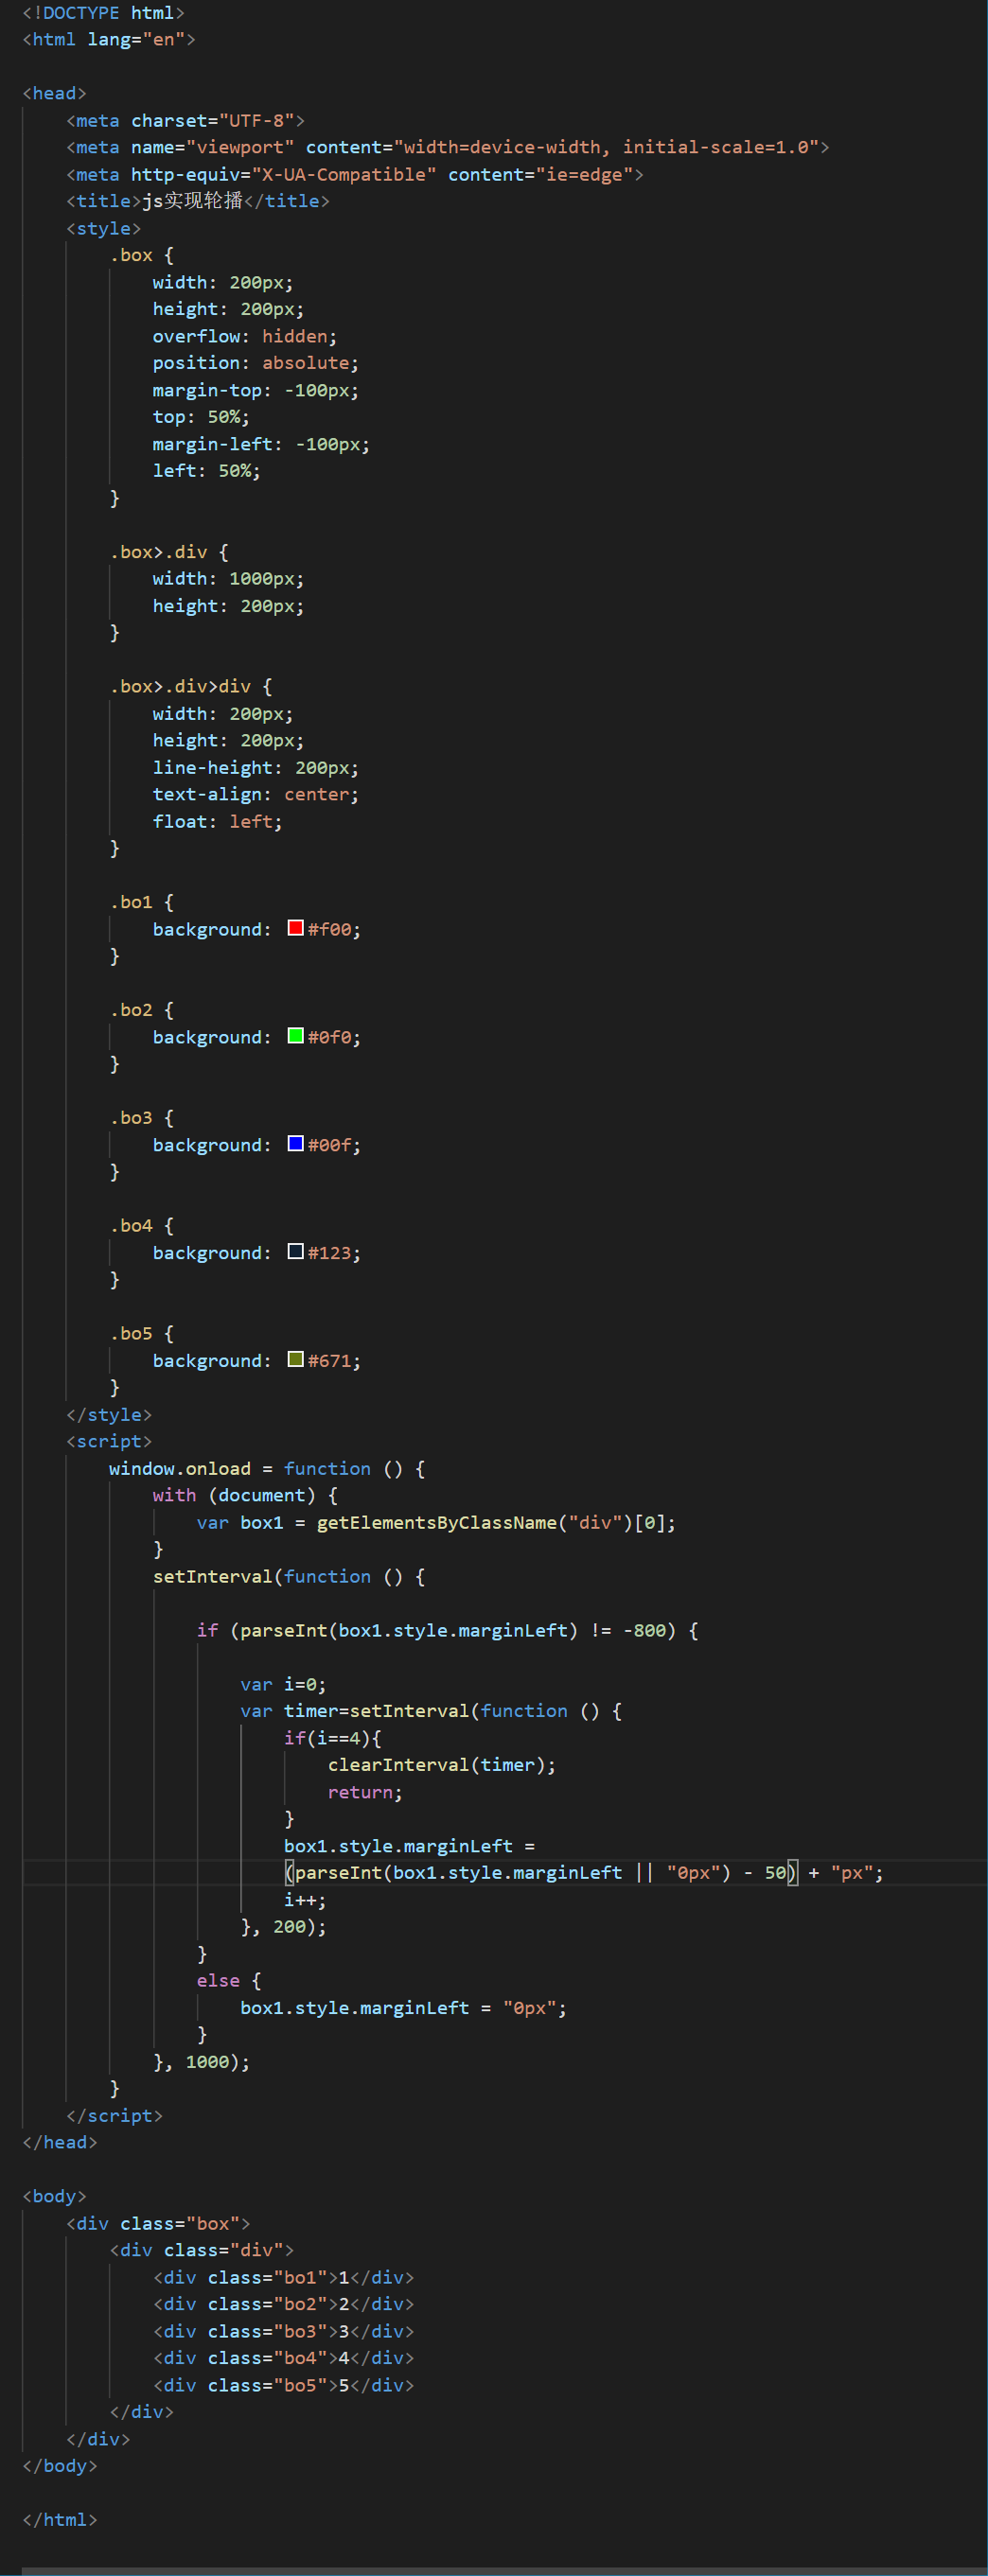 <!DOCTYPE html>
<html lang="en">
<head>
<meta charset="UTF-8">
<meta name="viewport" content="width=device-width, initial-scale=1.0">
<meta http-equiv="X-UA-Compatible" content="ie=edge">
<title>js实现轮播</title>
<style>
.box {
width: 200px;
height: 200px;
overflow: hidden;
position: absolute;
margin-top: -100px;
top: 50%;
margin-left: -100px;
left: 50%;
}
.box>.div {
width: 1000px;
height: 200px;
}
.box>.div>div {
width: 200px;
height: 200px;
line-height: 200px;
text-align: center;
float: left;
}
.bo1 {
background: #f00;
}
.bo2 {
background: #0f0;
}
.bo3 {
background: #00f;
}
.bo4 {
background: #123;
}
.bo5 {
background: #671;
}
</style>
<script>
window.onload = function () {
with (document) {
var box1 = getElementsByClassName("div")[0];
}
setInterval(function () {
if (parseInt(box1.style.marginLeft) != -800) {
var i=0;
var timer=setInterval(function () {
if(i==4){
clearInterval(timer);
return;
}
box1.style.marginLeft =
(parseInt(box1.style.marginLeft || "0px") - 50) + "px";
i++;
}, 200);
}
else {
box1.style.marginLeft = "0px";
}
}, 1000);
}
</script>
</head>
<body>
<div class="box">
<div class="div">
<div class="bo1">1</div>
<div class="bo2">2</div>
<div class="bo3">3</div>
<div class="bo4">4</div>
<div class="bo5">5</div>
</div>
</div>
</body>
</html>